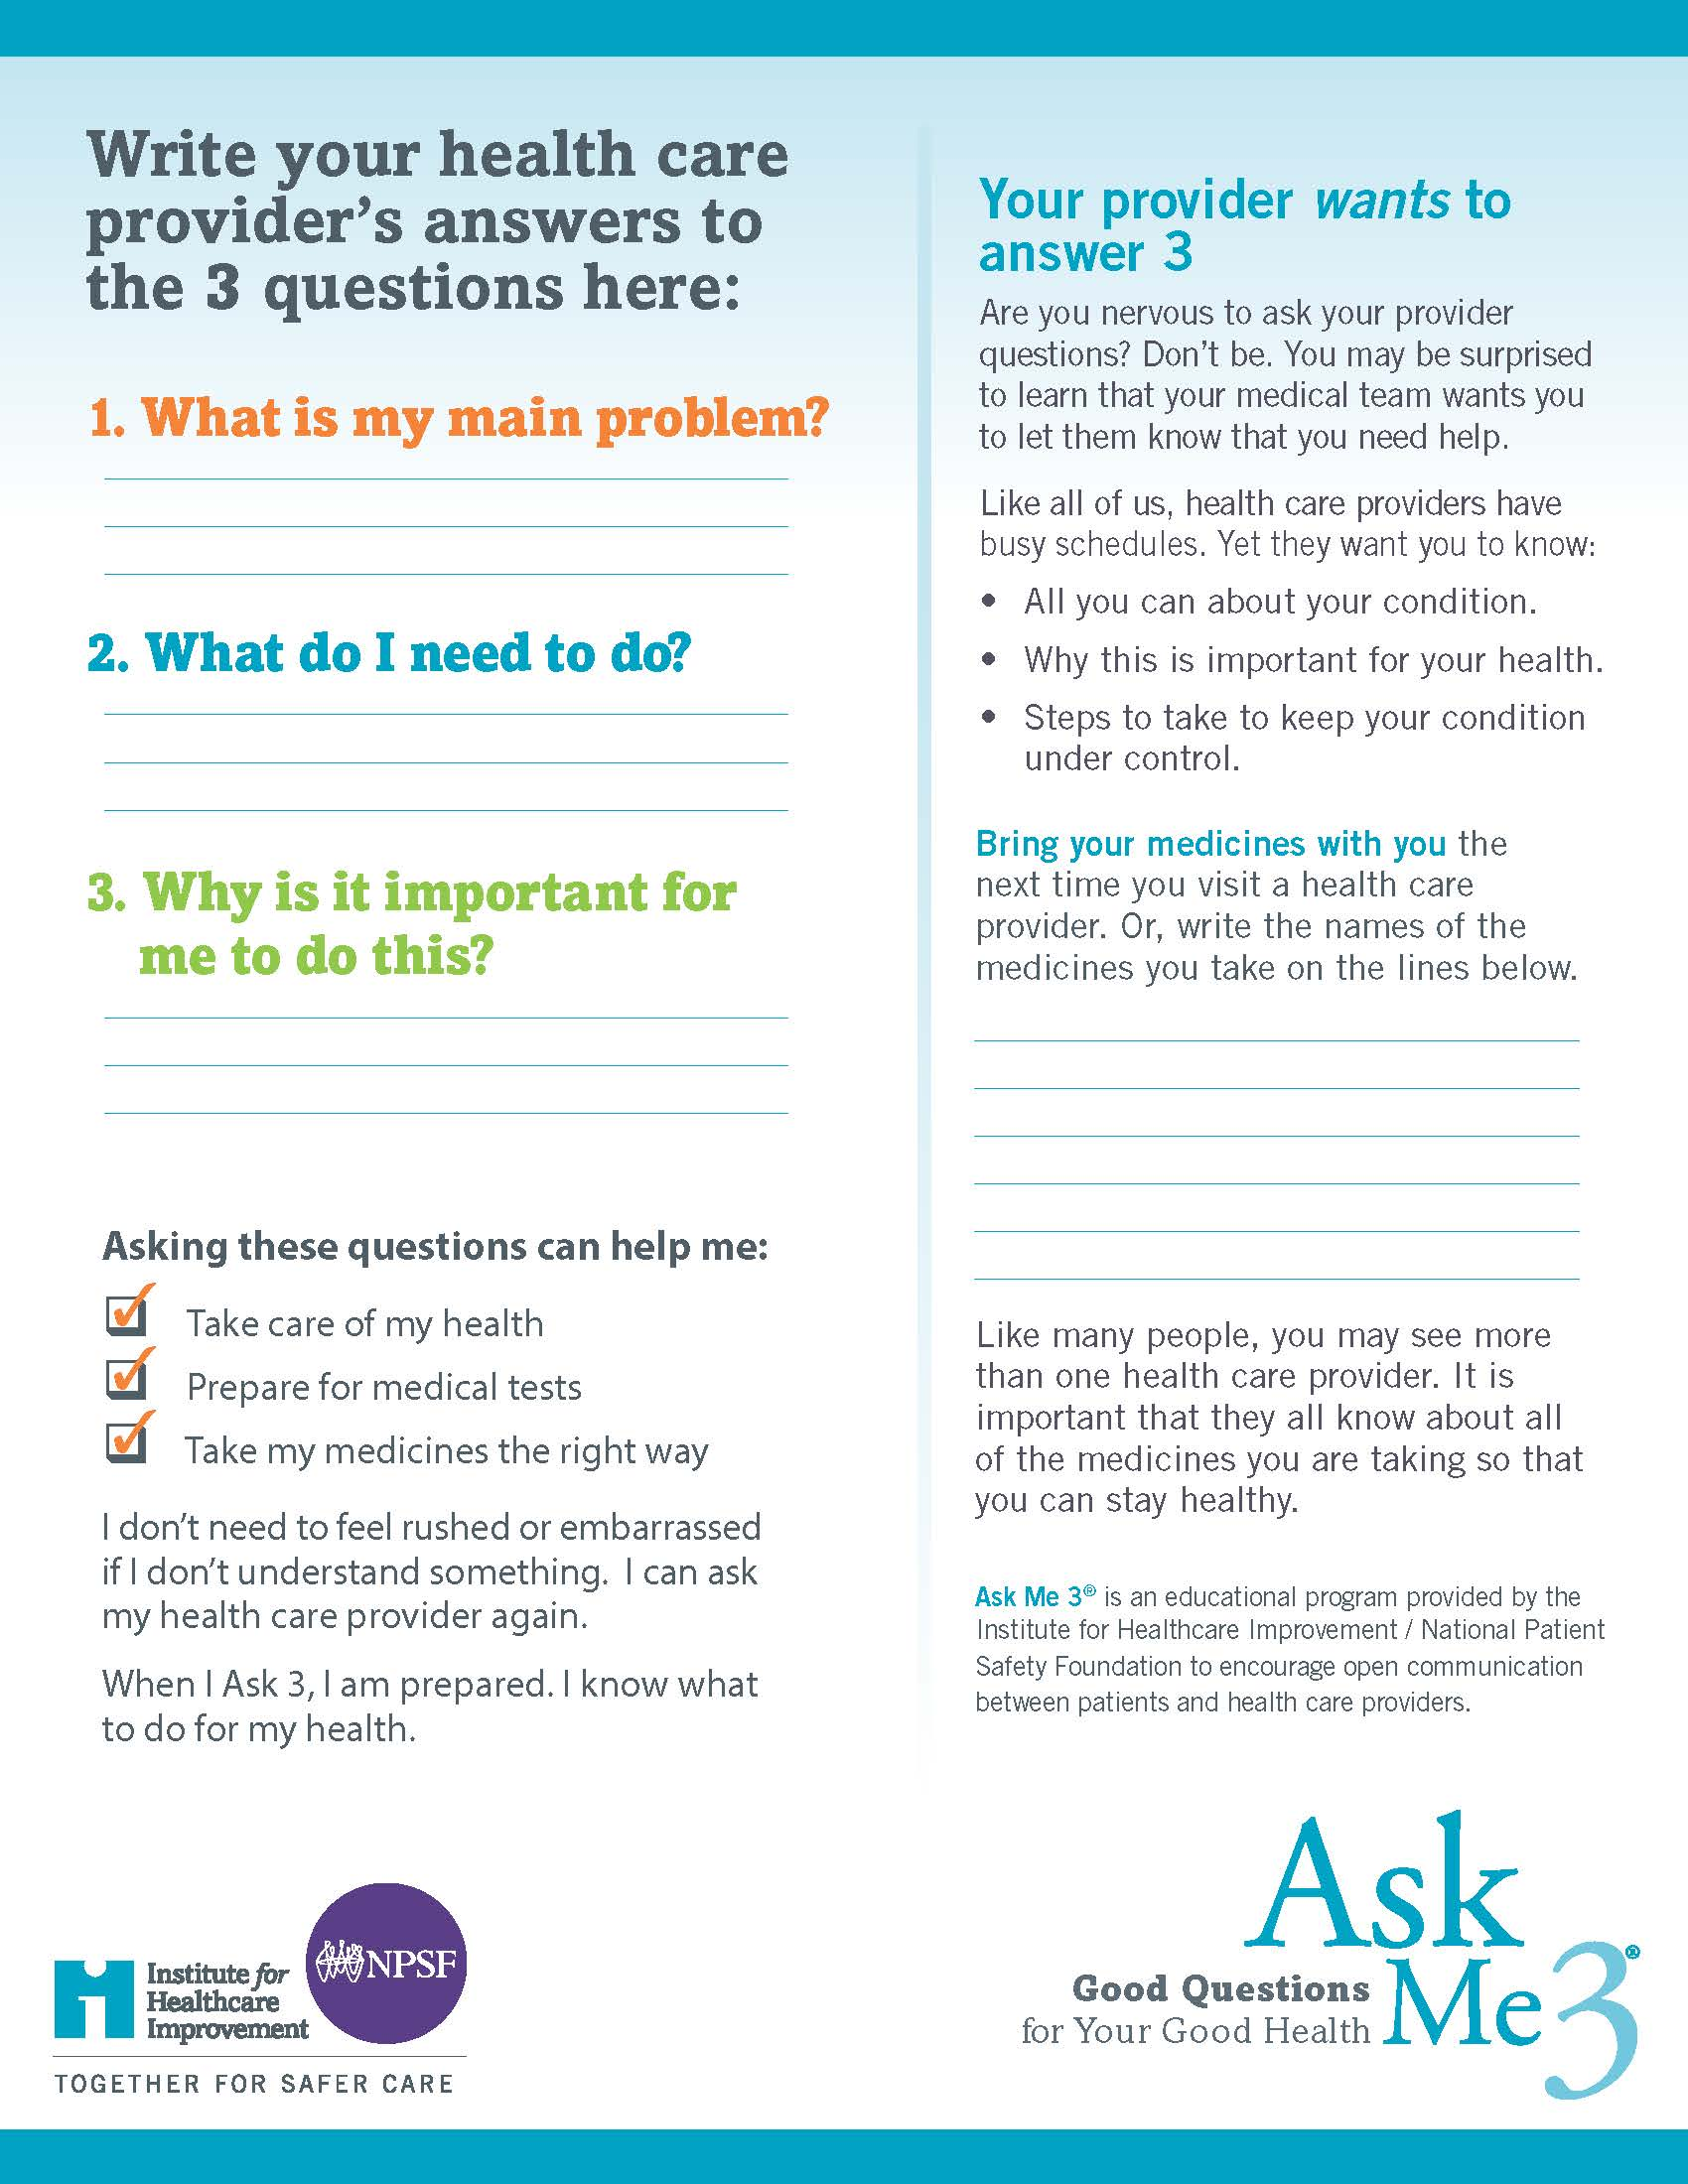 Write your health care
provider's answers to
the 3 questions here:
1. What is my main problem?
2. What do I need to do?
3. Why is it important for
me to do this?
Asking these questions can help me:
Take care of my health
Prepare for medical tests
Take my medicines the right way
I don't need to feel rushed or embarrassed
if I don't understand something. I can ask
my health care provider again.
When I Ask 3, I am prepared. I know what
to do for my health.
Institute for
Healthcare
Improvement
NPSF
TOGETHER FOR SAFER CARE
Your provider wants to
answer 3
Are you nervous to ask your provider
questions? Don't be. You may be surprised
to learn that your medical team wants you
to let them know that you need help.
Like all of us, health care providers have
busy schedules. Yet they want you to know:
• All you can about your condition.
• Why this is important for your health.
• Steps to take to keep your condition
under control.
Bring your medicines with you the
next time you visit a health care
provider. Or, write the names of the
medicines you take on the lines below.
Like many people, you may see more
than one health care provider. It is
important that they all know about all
of the medicines you are taking so that
you can stay healthy.
Ask Me 3® is an educational program provided by the
Institute for Healthcare Improvement / National Patient
Safety Foundation to encourage open communication
between patients and health care providers.
Good Questions
for Your Good Health
Ask
Me 3®